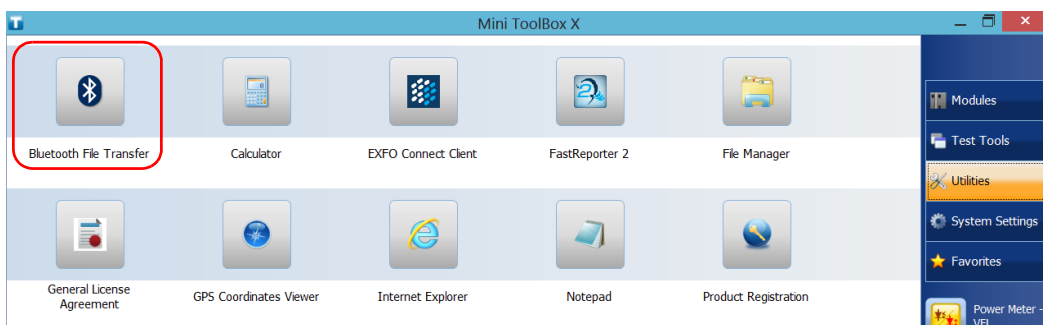 Mini ToolBox X
Bluetooth File Transfer
Calculator
EXFO Connect Client
FastReporter 2
File Manager
General License
Agreement
GPS Coordinates Viewer
Internet Explorer
Notepad
Product Registration
Modules
Test Tools
Utilities
System Settings
Favorites
Power Meter -
VFL